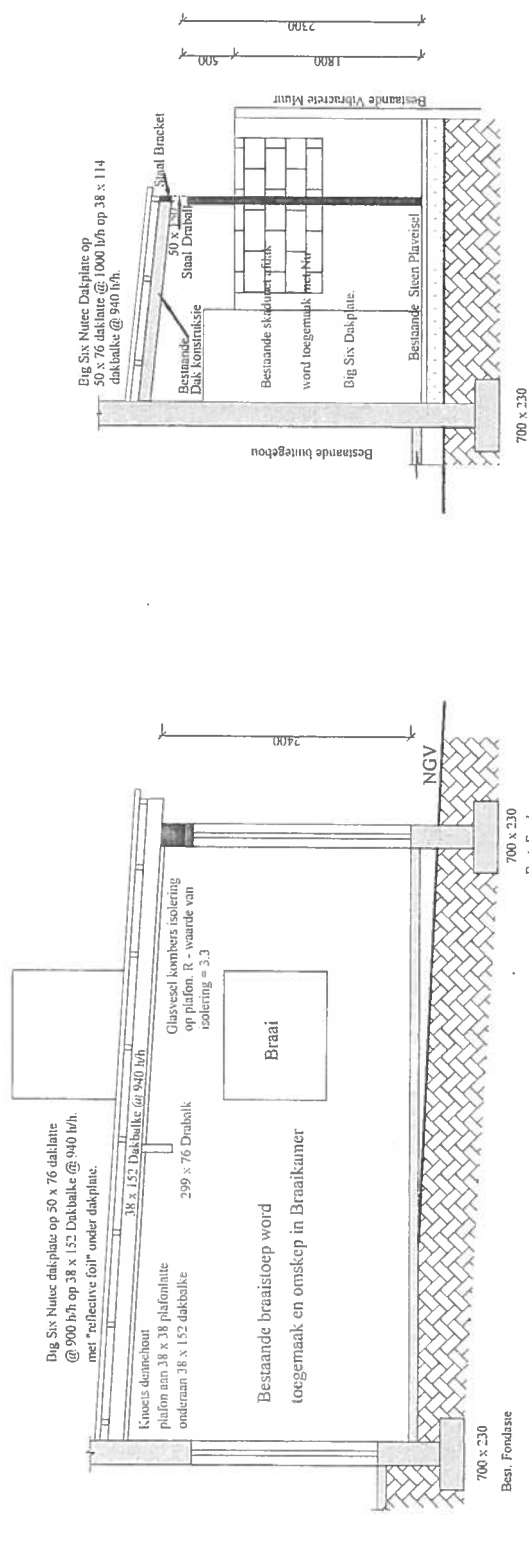 Big Six Nutec dakplate op 50 x 76 daklatte
@ 900 h/h op 38 x 152 Dakbalke @ 940 h/h.
met "reflective foil" under dakplate.
38 x 152 Dakbalke @ 940 h/h
Knoets dennehout
plafon aan 38 x 38 plafonlatte
onderaan 38 x 152 dakbalke
299 x 76 Drabalk
Glasvesel kombers isolering
op plafon. R - waarde van
isolering = 3.3
Braai
Bestaande braaistoep word
toegemaak en omskep in Braaikamer
2400
NGV
700 x 230
Best. Fondasie
700 x 230
Big Six Nutec Dakplate op
50 x 76 daklatte @ 1000 h/h op 38 x 114
dakbalke @ 940 h/h.
Staal Bracket
50 x 150
Staal Drabalk
Bestaande
Dak konstruksie
Bestaande skadunet afdak
word toegemaak met Nu
Big Six Dakplate.
Bestaande Steen Plaveisel
Bestaande buitegebou
Bestaande Vibracrete Muur
500
1800
2300
700 x 230